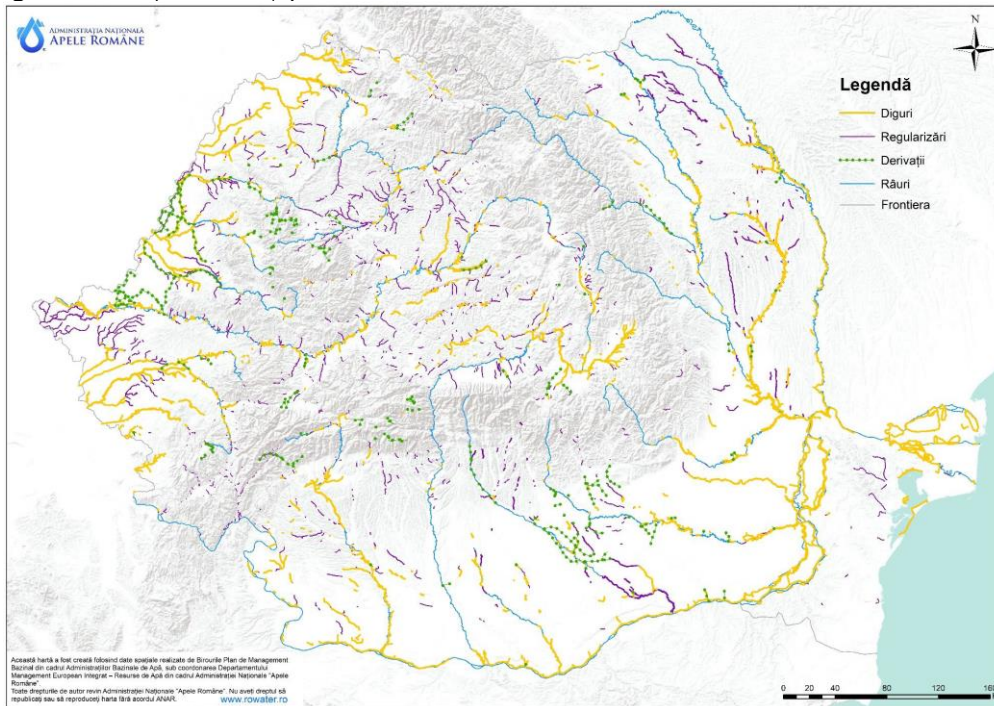 ADMINISTRAȚIA NAȚIONALĂ
APELE ROMÂNE
N
Legendă
Diguri
Regularizări
Derivații
Râuri
Frontiera
Această hartă a fost creată folosind date spațiale realizate de Birourile Plan de Management
Bazinal din cadrul Administrațiilor Bazinale de Apă, sub coordonarea Departamentului
Management European Integrat – Resurse de Apă din cadrul Administrației Naționale "Apele
Române".
Toate drepturile de autor revin Administrației Naționale "Apele Române". Nu aveți dreptul să
republicați sau să reproduceți harta fără acordul ANAR.
www.rowater.ro
0 20 40 80 120